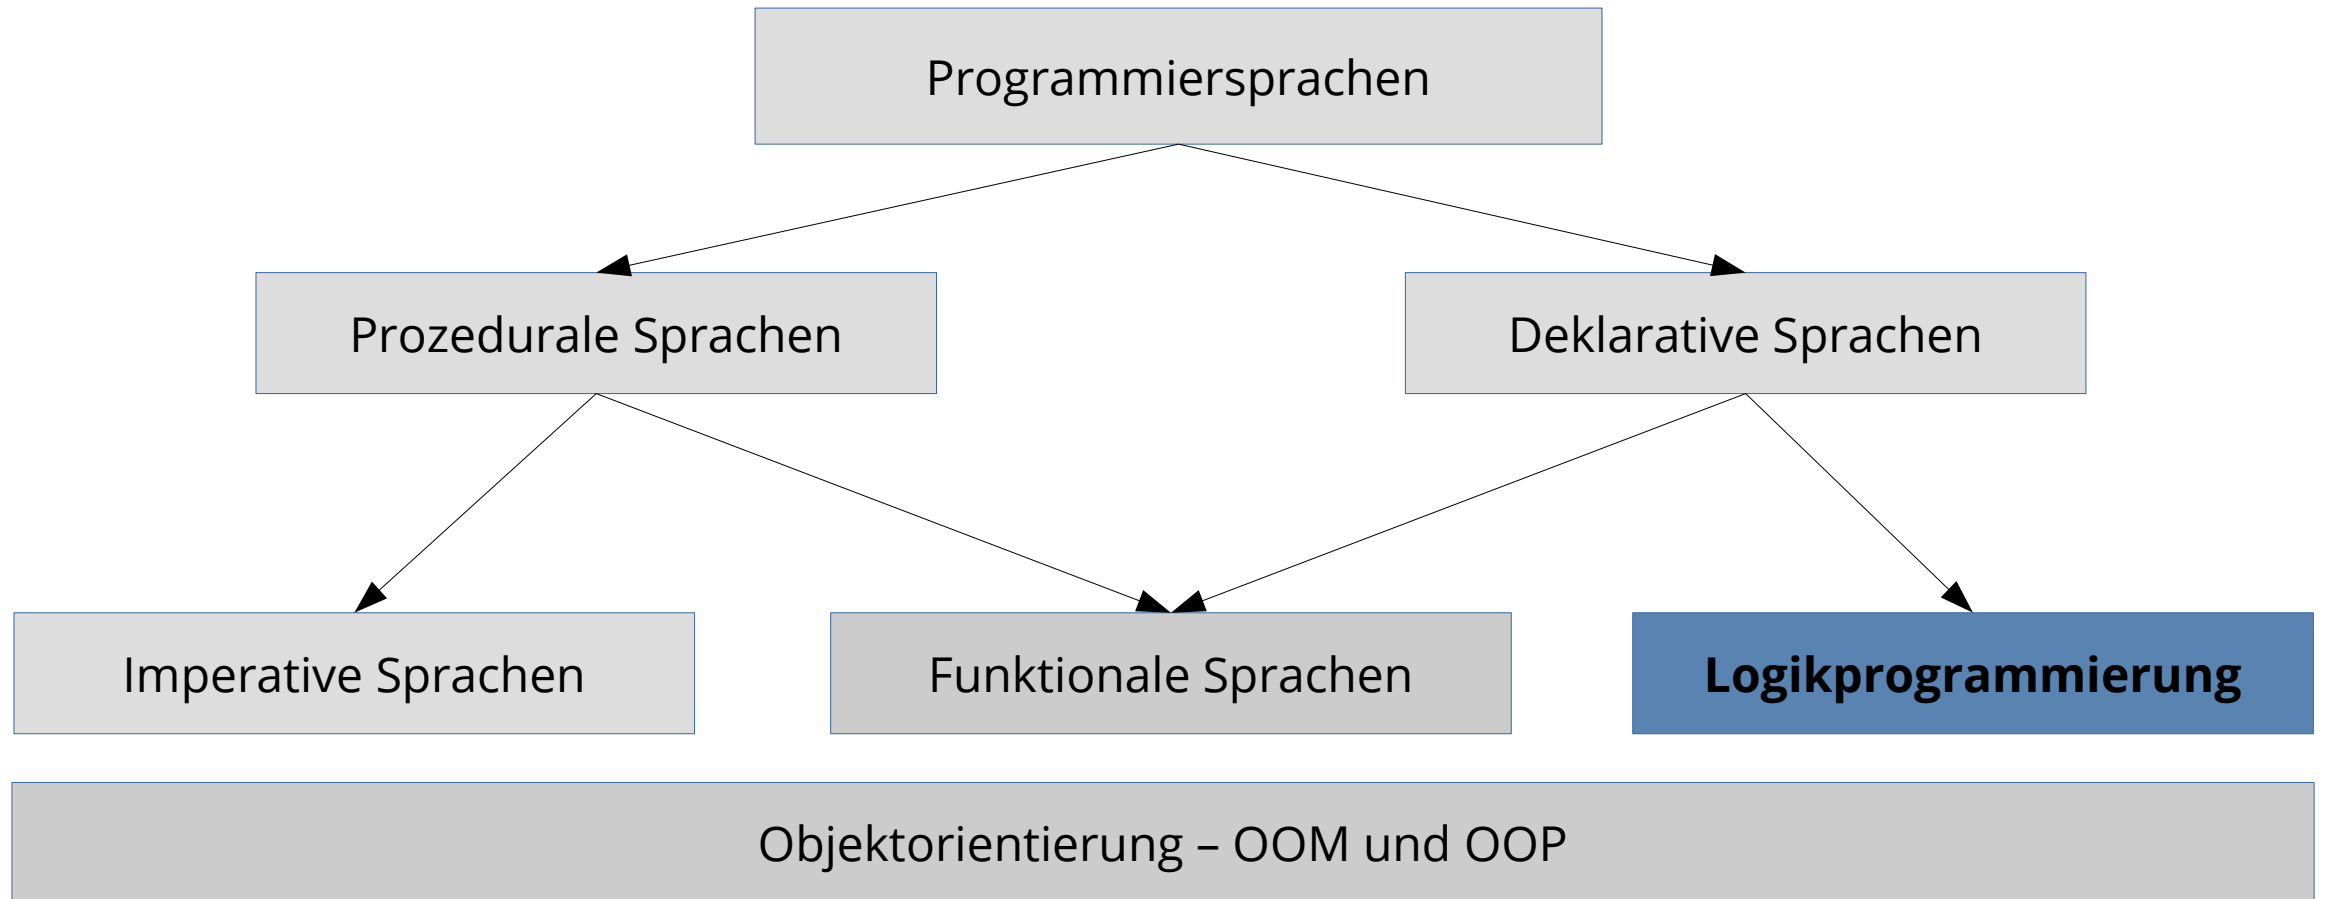 Programmiersprachen
Prozedurale Sprachen
Deklarative Sprachen
Imperative Sprachen
Funktionale Sprachen
Logikprogrammierung
Objektorientierung – OOM und OOP